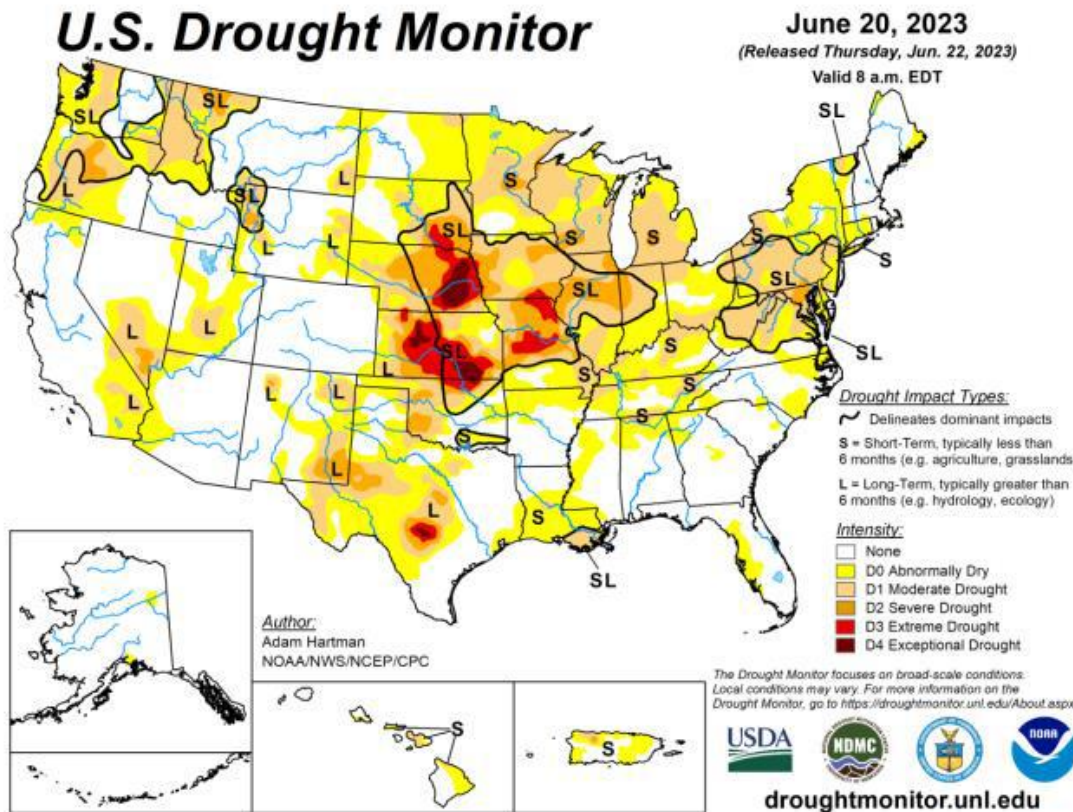 U.S. Drought Monitor
June 20, 2023
(Released Thursday, Jun. 22, 2023)
Valid 8 a.m. EDT
SL
SL
SL
L
SL
L
L
L
L
SL
S
S
S
S
S
SL
SL
SL
L
L
L
SL
L
L
L
L
S
S
S
S
S
L
L
S
SL
SL
Drought Impact Types:
Delineates dominant impacts
S = Short-Term, typically less than
6 months (e.g. agriculture, grasslands
L = Long-Term, typically greater than
6 months (e.g. hydrology, ecology)
Intensity:
None
D0 Abnormally Dry
D1 Moderate Drought
D2 Severe Drought
D3 Extreme Drought
D4 Exceptional Drought
Author:
Adam Hartman
NOAA/NWS/NCEP/CPC
S
S
The Drought Monitor focuses on broad-scale conditions.
Local conditions may vary. For more information on the
Drought Monitor, go to https://droughtmonitor.unl.edu/About.aspx
USDA
NDMC
NOAA
droughtmonitor.unl.edu